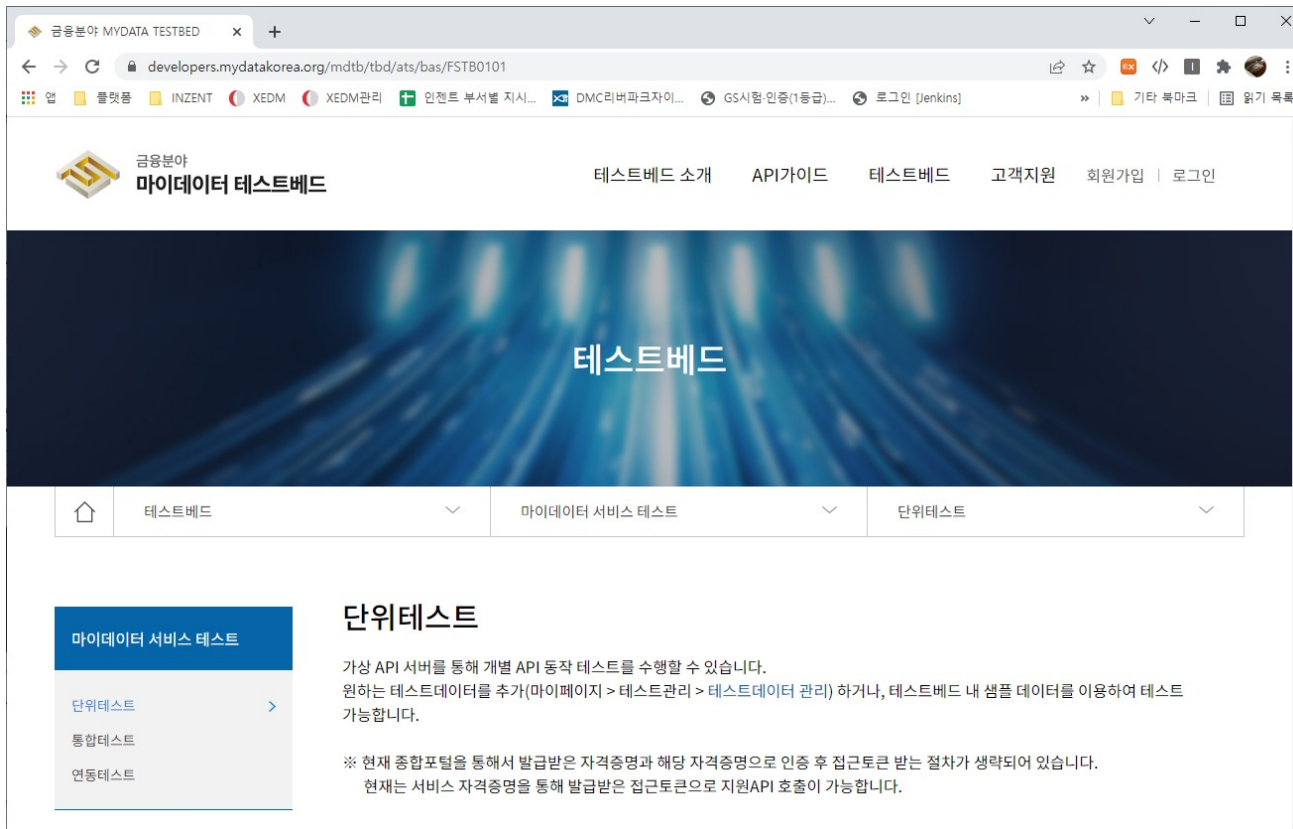 금융분야 MYDATA TESTBED
developers.mydatakorea.org/mdtb/tbd/ats/bas/FSTB0101
앱 플랫폼 INZENT XEDM XEDM관리 인젠트 부서별 지시... DMC리버파크자이... GS시험·인증(1등급)... 로그인 [Jenkins] » 기타 북마크 읽기 목록
금융분야
마이데이터 테스트베드
테스트베드 소개 API가이드 테스트베드 고객지원 회원가입 로그인
테스트베드
테스트베드 마이데이터 서비스 테스트 단위테스트
마이데이터 서비스 테스트
단위테스트
통합테스트
연동테스트
단위테스트
가상 API 서버를 통해 개별 API 동작 테스트를 수행할 수 있습니다.
원하는 테스트데이터를 추가(마이페이지 > 테스트관리 > 테스트데이터 관리) 하거나, 테스트베드 내 샘플 데이터를 이용하여 테스트
가능합니다.
※ 현재 종합포털을 통해서 발급받은 자격증명과 해당 자격증명으로 인증 후 접근토큰 받는 절차가 생략되어 있습니다.
현재는 서비스 자격증명을 통해 발급받은 접근토큰으로 지원API 호출이 가능합니다.